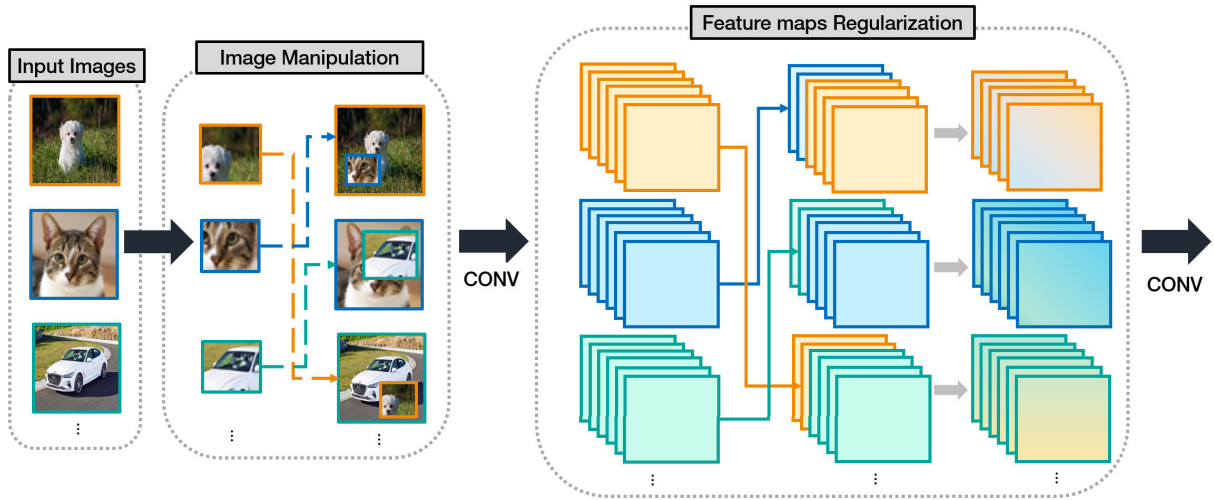 Input Images
Image Manipulation
Feature maps Regularization
CONV
CONV